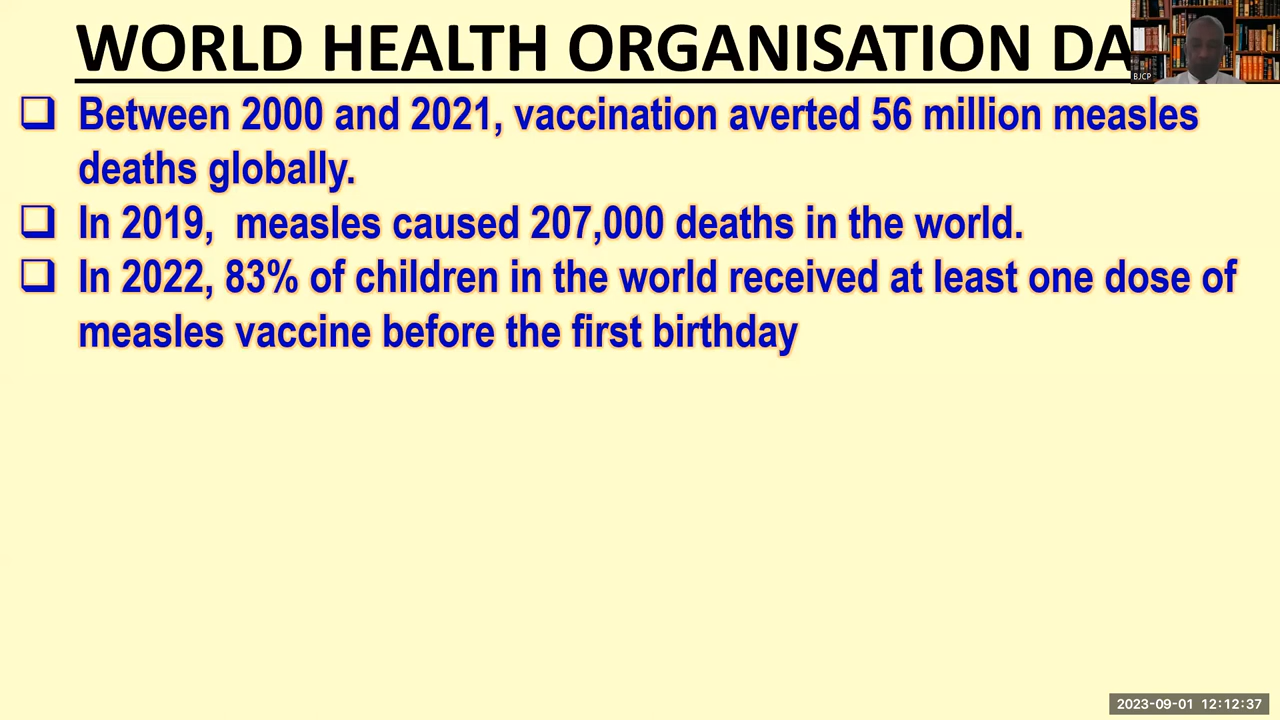 WORLD HEALTH ORGANISATION DA
BJCP
❑ Between 2000 and 2021, vaccination averted 56 million measles
deaths globally.
❑ In 2019,  measles caused 207,000 deaths in the world.
❑ In 2022, 83% of children in the world received at least one dose of
measles vaccine before the first birthday
2023-09-01  12:12:37